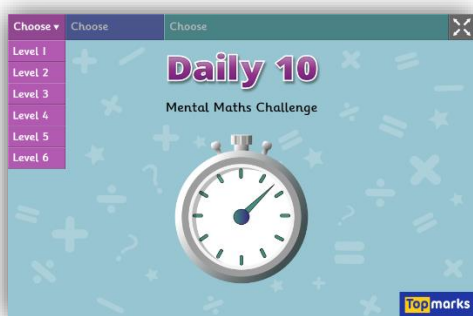 Choose ▾ Choose Choose
Level 1
Level 2
Level 3
Level 4
Level 5
Level 6
Daily 10
Mental Maths Challenge
Topmarks